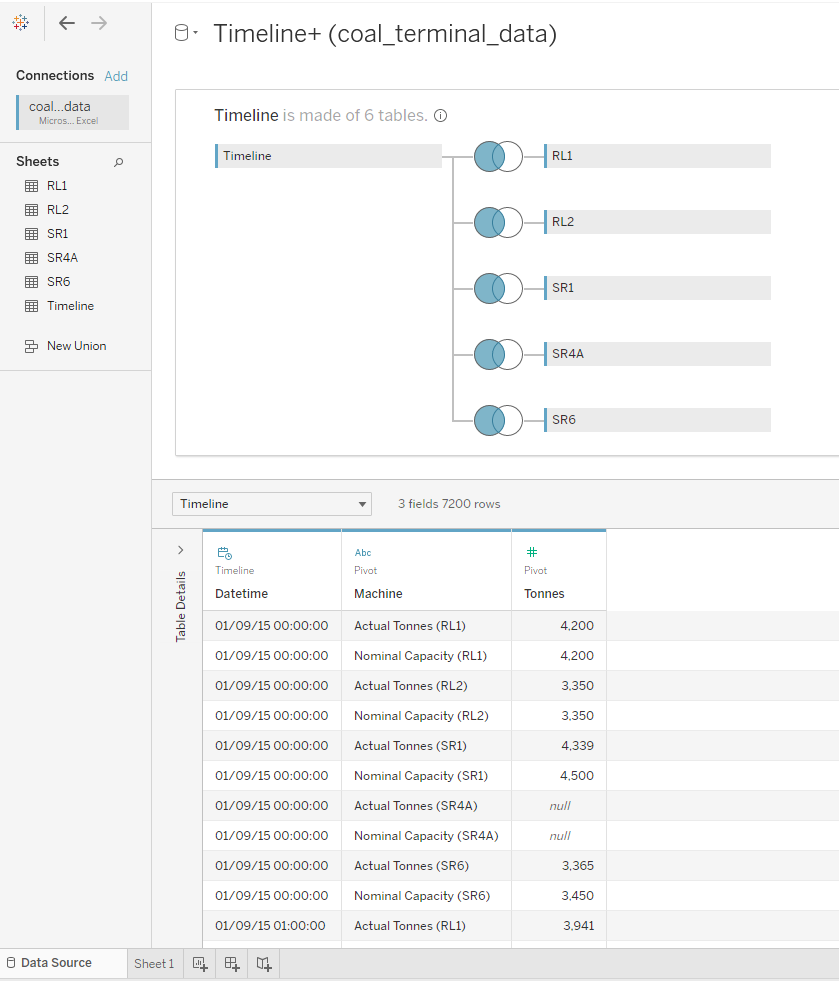 Timeline+ (coal_terminal_data)
Connections Add
coal...data
Micros... Excel
Sheets
RL1
RL2
SR1
SR4A
SR6
Timeline
New Union
Timeline is made of 6 tables.
Timeline
RL1
RL2
SR1
SR4A
SR6
Timeline 3 fields 7200 rows
Table Details
Timeline Abc Pivot # Pivot
Datetime Machine Tonnes
01/09/15 00:00:00 Actual Tonnes (RL1) 4,200
01/09/15 00:00:00 Nominal Capacity (RL1) 4,200
01/09/15 00:00:00 Actual Tonnes (RL2) 3,350
01/09/15 00:00:00 Nominal Capacity (RL2) 3,350
01/09/15 00:00:00 Actual Tonnes (SR1) 4,339
01/09/15 00:00:00 Nominal Capacity (SR1) 4,500
01/09/15 00:00:00 Actual Tonnes (SR4A) null
01/09/15 00:00:00 Nominal Capacity (SR4A) null
01/09/15 00:00:00 Actual Tonnes (SR6) 3,365
01/09/15 00:00:00 Nominal Capacity (SR6) 3,450
01/09/15 01:00:00 Actual Tonnes (RL1) 3,941
Data Source Sheet 1